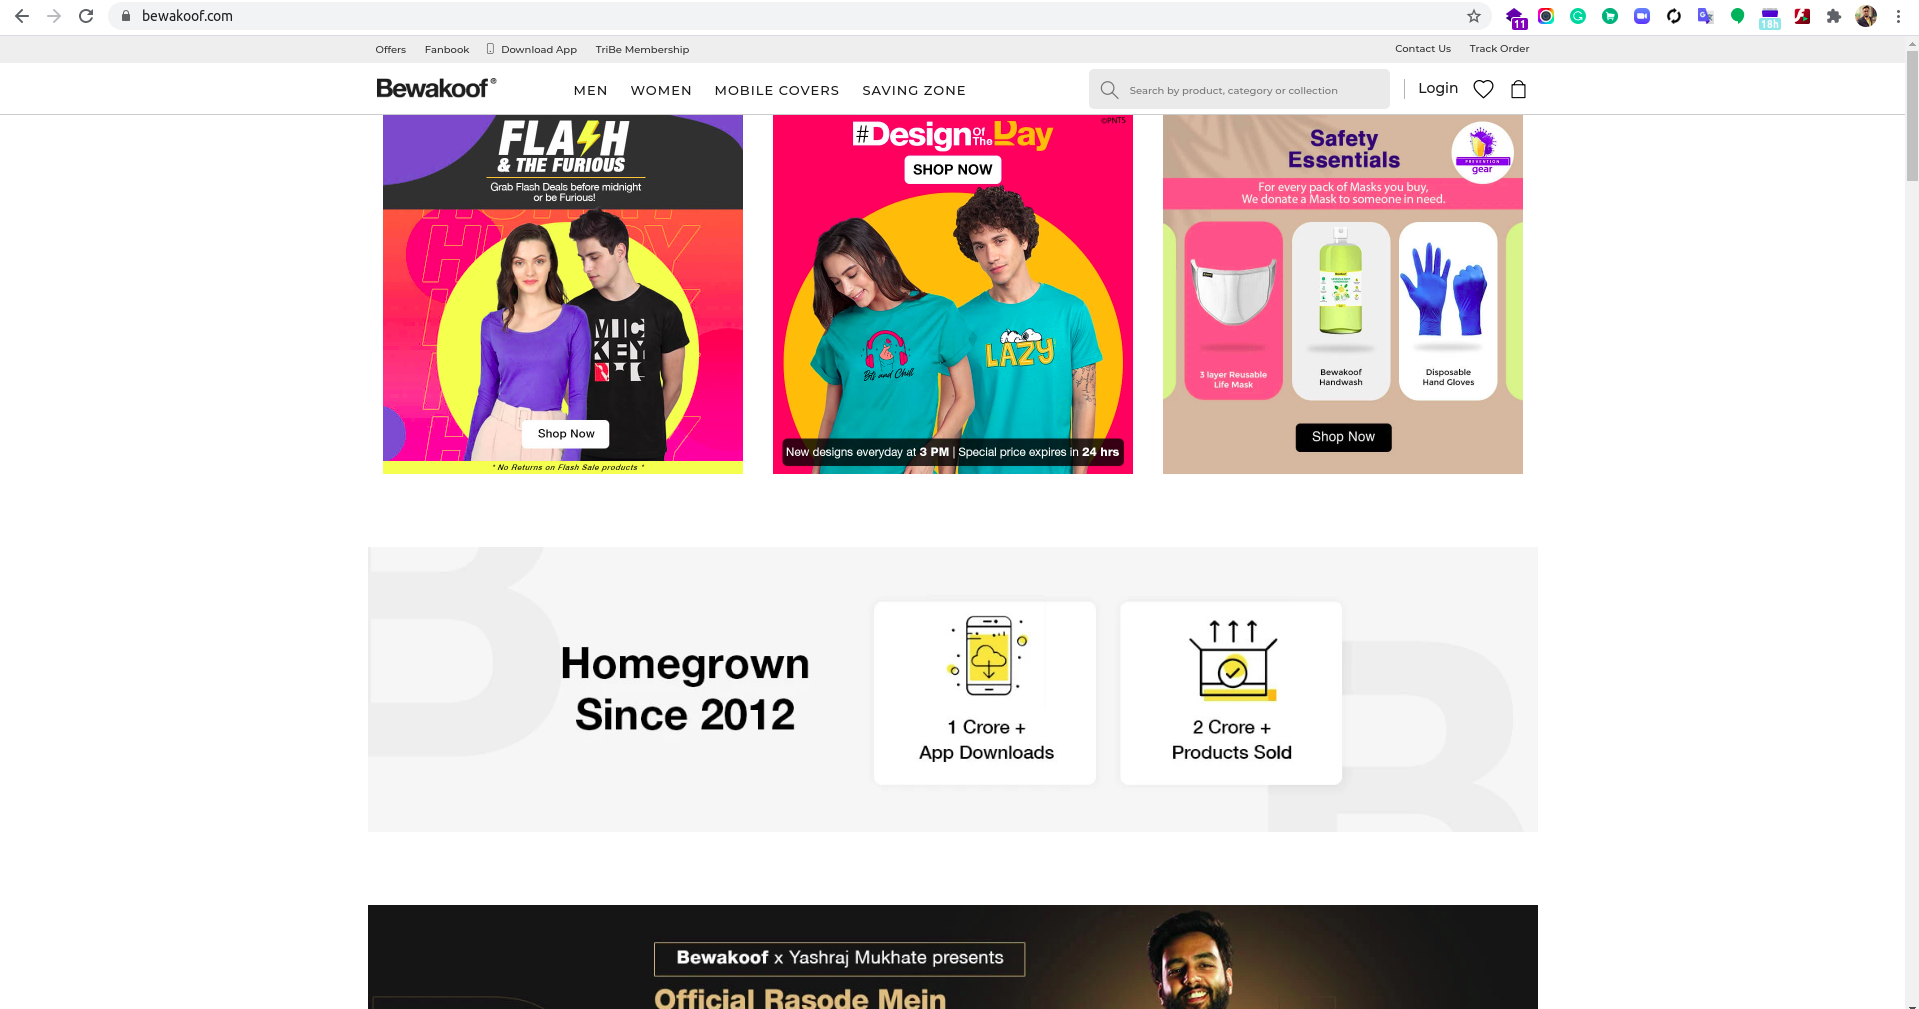 bewakoof.com
11
18h
Offers Fanbook Download App TriBe Membership
Contact Us Track Order
Bewakoof®
MEN WOMEN MOBILE COVERS SAVING ZONE
Search by product, category or collection
Login
FLASH
& THE FURIOUS
Grab Flash Deals before midnight
or be Furious!
MIC
KEY
Shop Now
* No Returns on Flash Sale products *
©PNTS
#Design Of The Day
SHOP NOW
Bts and Chill
LAZY
New designs everyday at 3 PM | Special price expires in 24 hrs
Safety
Essentials
PREVENTION
gear
For every pack of Masks you buy,
We donate a Mask to someone in need.
3 layer Reusable
Life Mask
Bewakoof
Handwash
Disposable
Hand Gloves
Shop Now
Homegrown
Since 2012
1 Crore +
App Downloads
2 Crore +
Products Sold
Bewakoof x Yashraj Mukhate presents
Official Rasode Mein